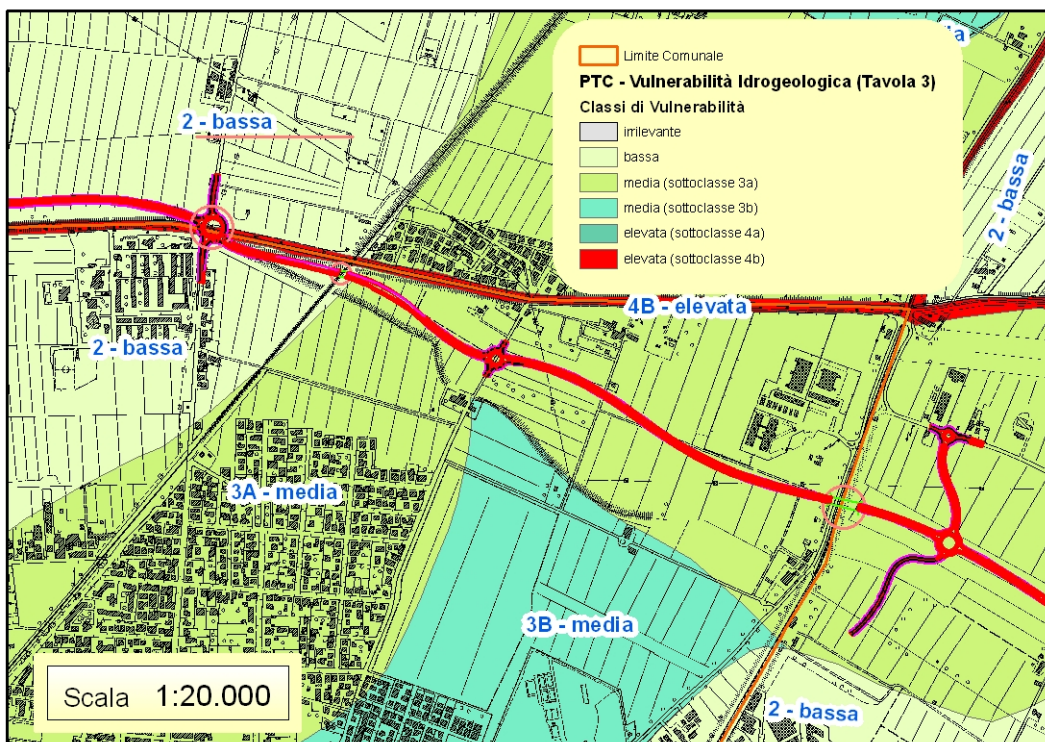 Limite Comunale
PTC - Vulnerabilità Idrogeologica (Tavola 3)
Classi di Vulnerabilità
irrilevante
bassa
media (sottoclasse 3a)
media (sottoclasse 3b)
elevata (sottoclasse 4a)
elevata (sottoclasse 4b)
2 - bassa
2 - bassa
4B - elevata
2 - bassa
3A - media
3B - media
2 - bassa
Scala 1:20.000